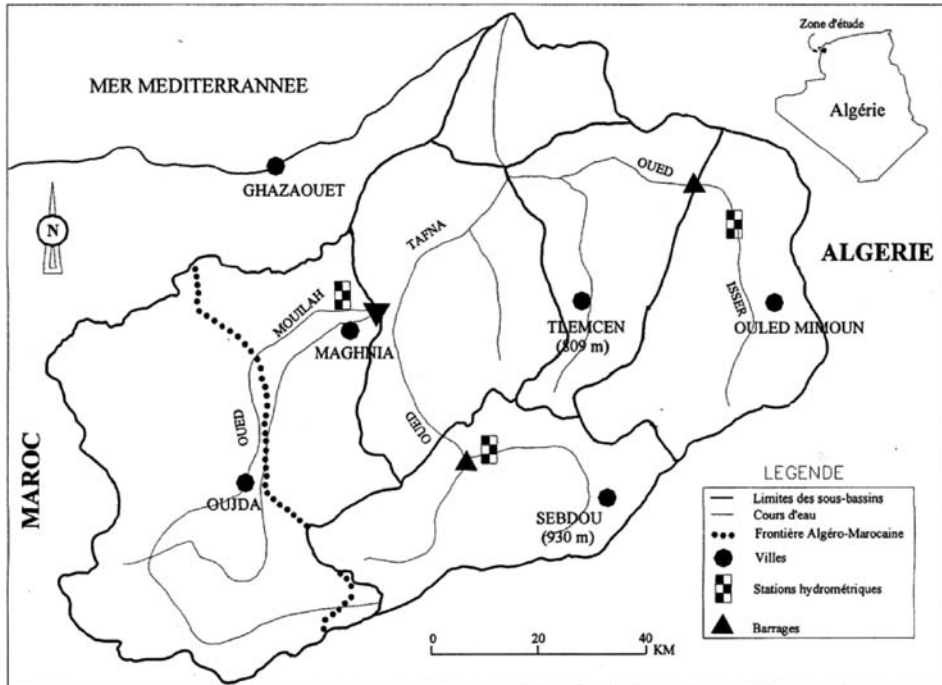 Zone d'étude
Algérie
MER MEDITERRANNEE
GHAZAOUET
N
OUED
TAFNA
ALGERIE
ISSER
MOUILAH
MAGHNIA
TLEMCEN
(809 m)
OULED MIMOUN
OUED
OUED
MAROC
OUJDA
SEBDOU
(930 m)
LEGENDE
Limites des sous-bassins
Cours d'eau
Frontière Algéro-Marocaine
Villes
Stations hydrométriques
Barrages
0 20 40
KM